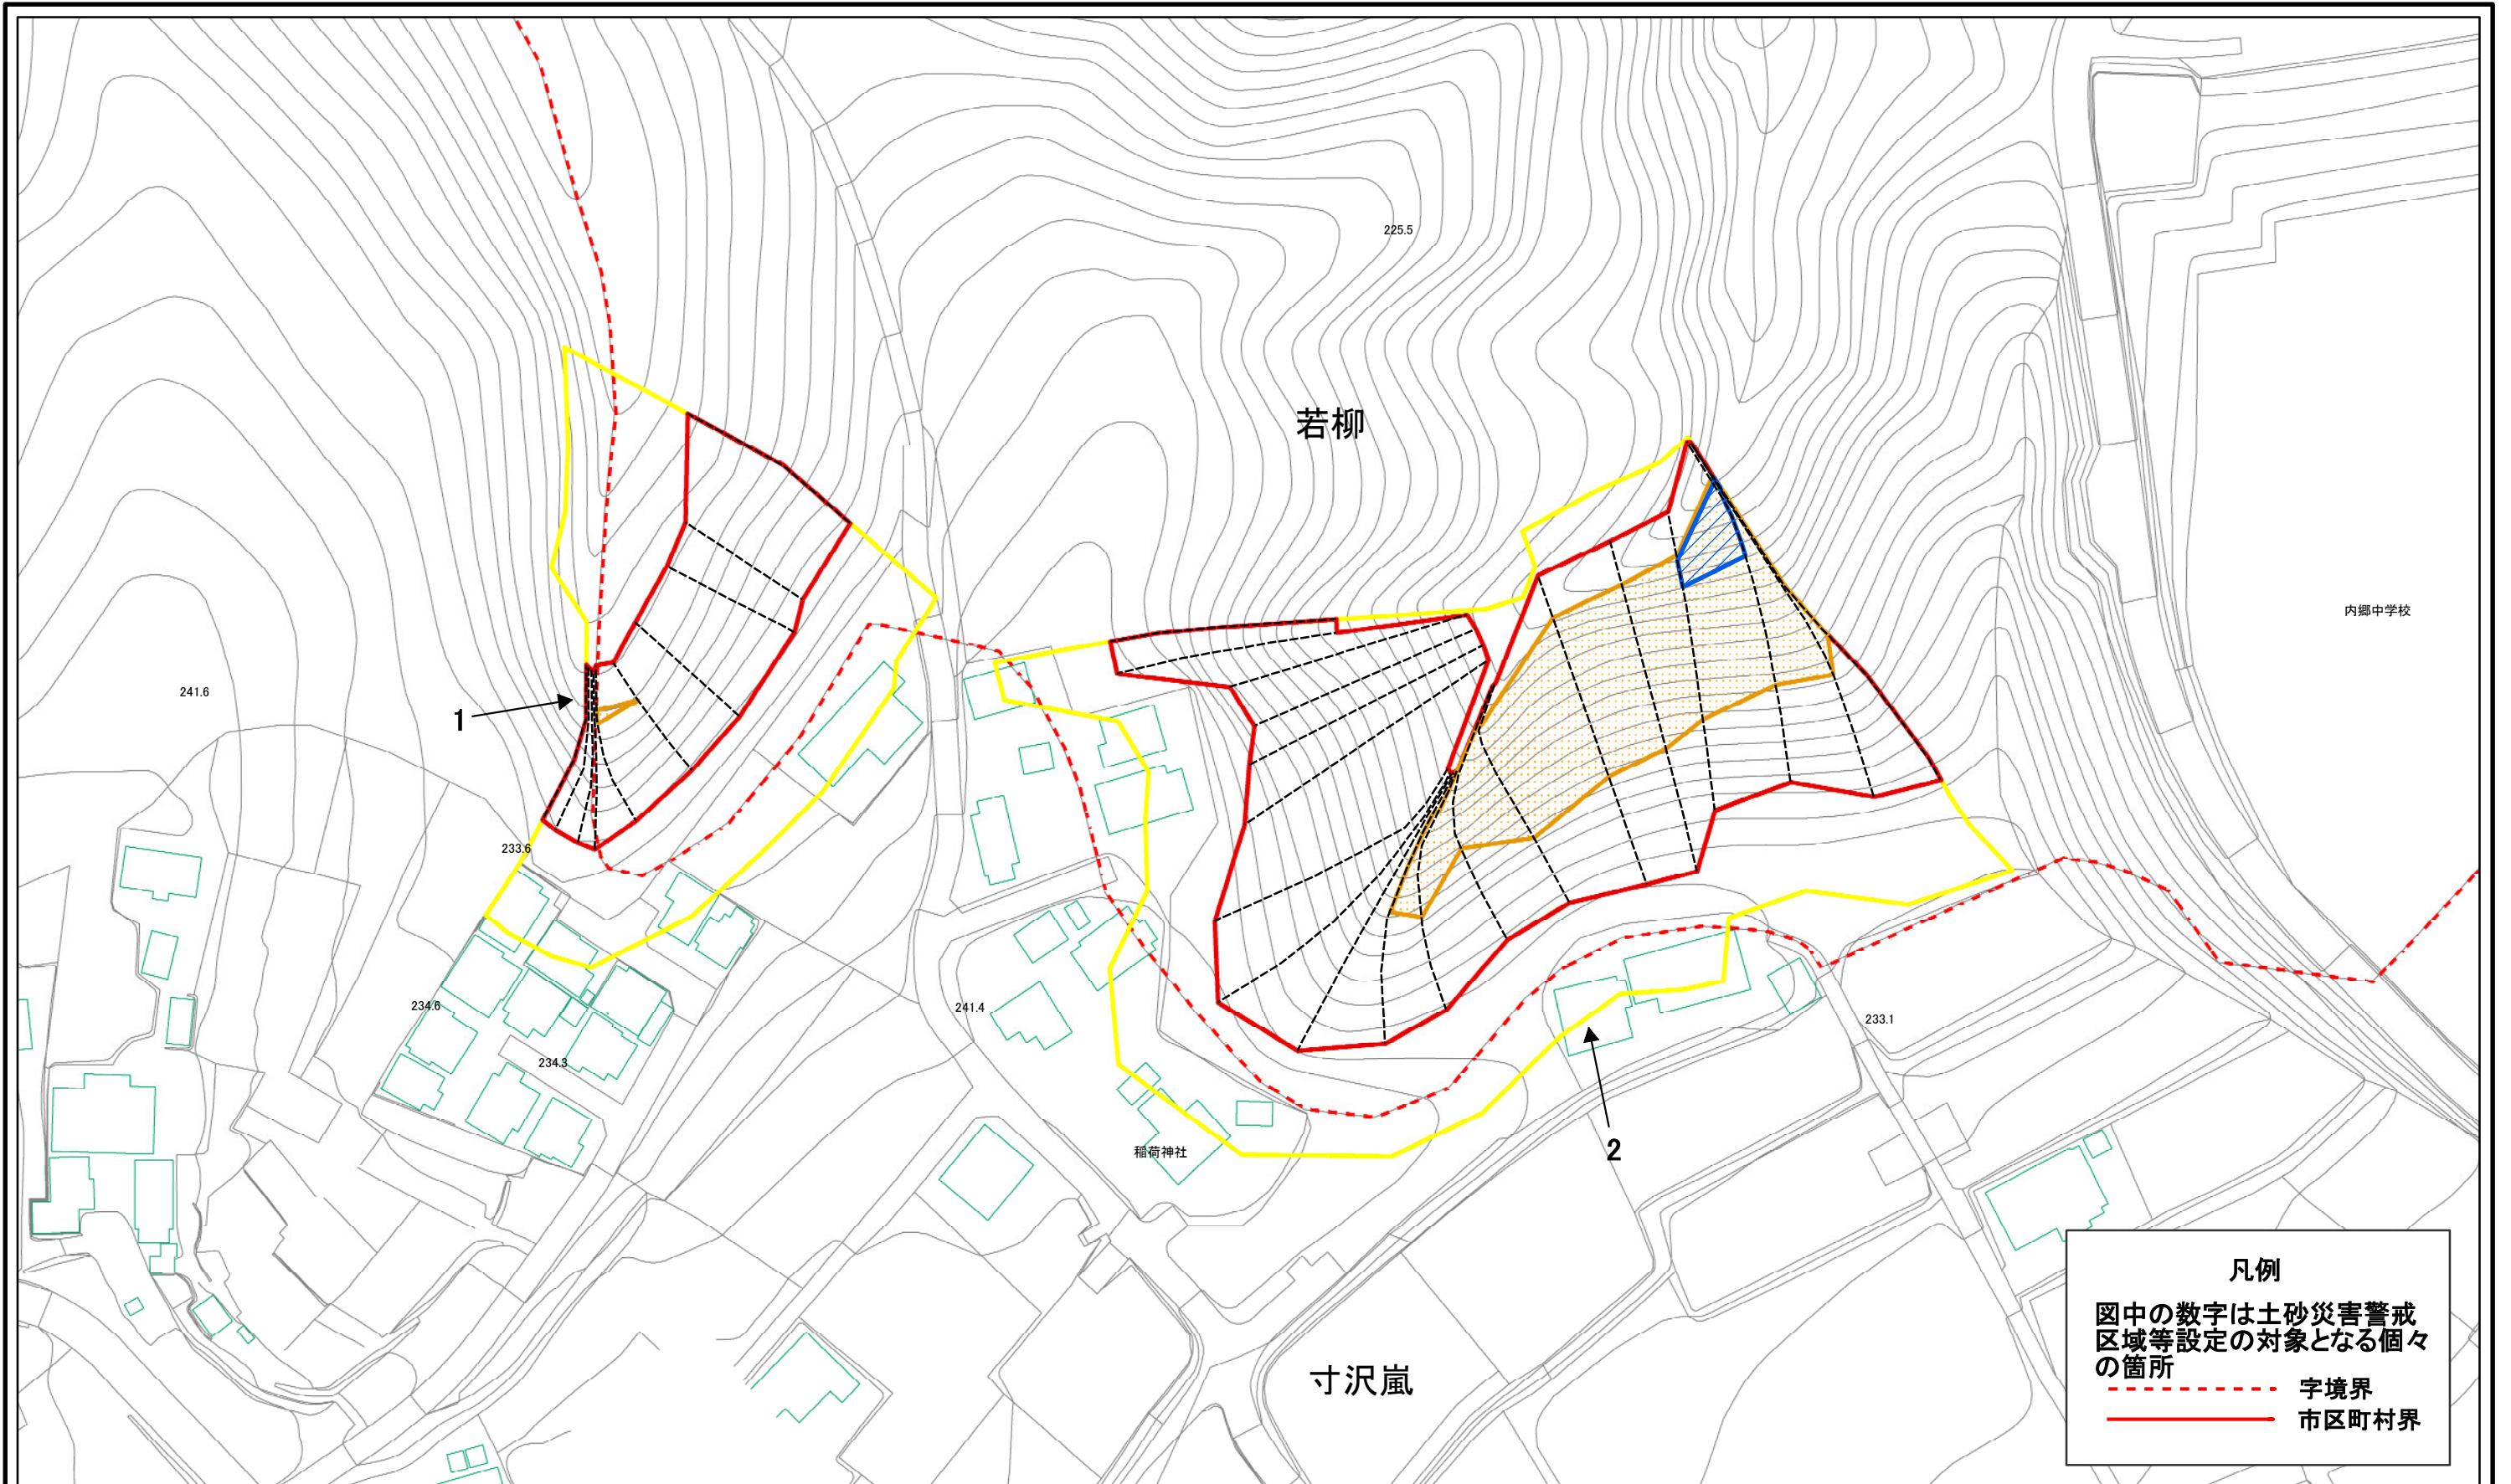 225.5
若柳
内郷中学校
241.6
1
233.6
234.6
241.4
233.1
234.3
稲荷神社
2
寸沢嵐
凡例
図中の数字は土砂災害警戒
区域等設定の対象となる個々
の箇所
字境界
市区町村界